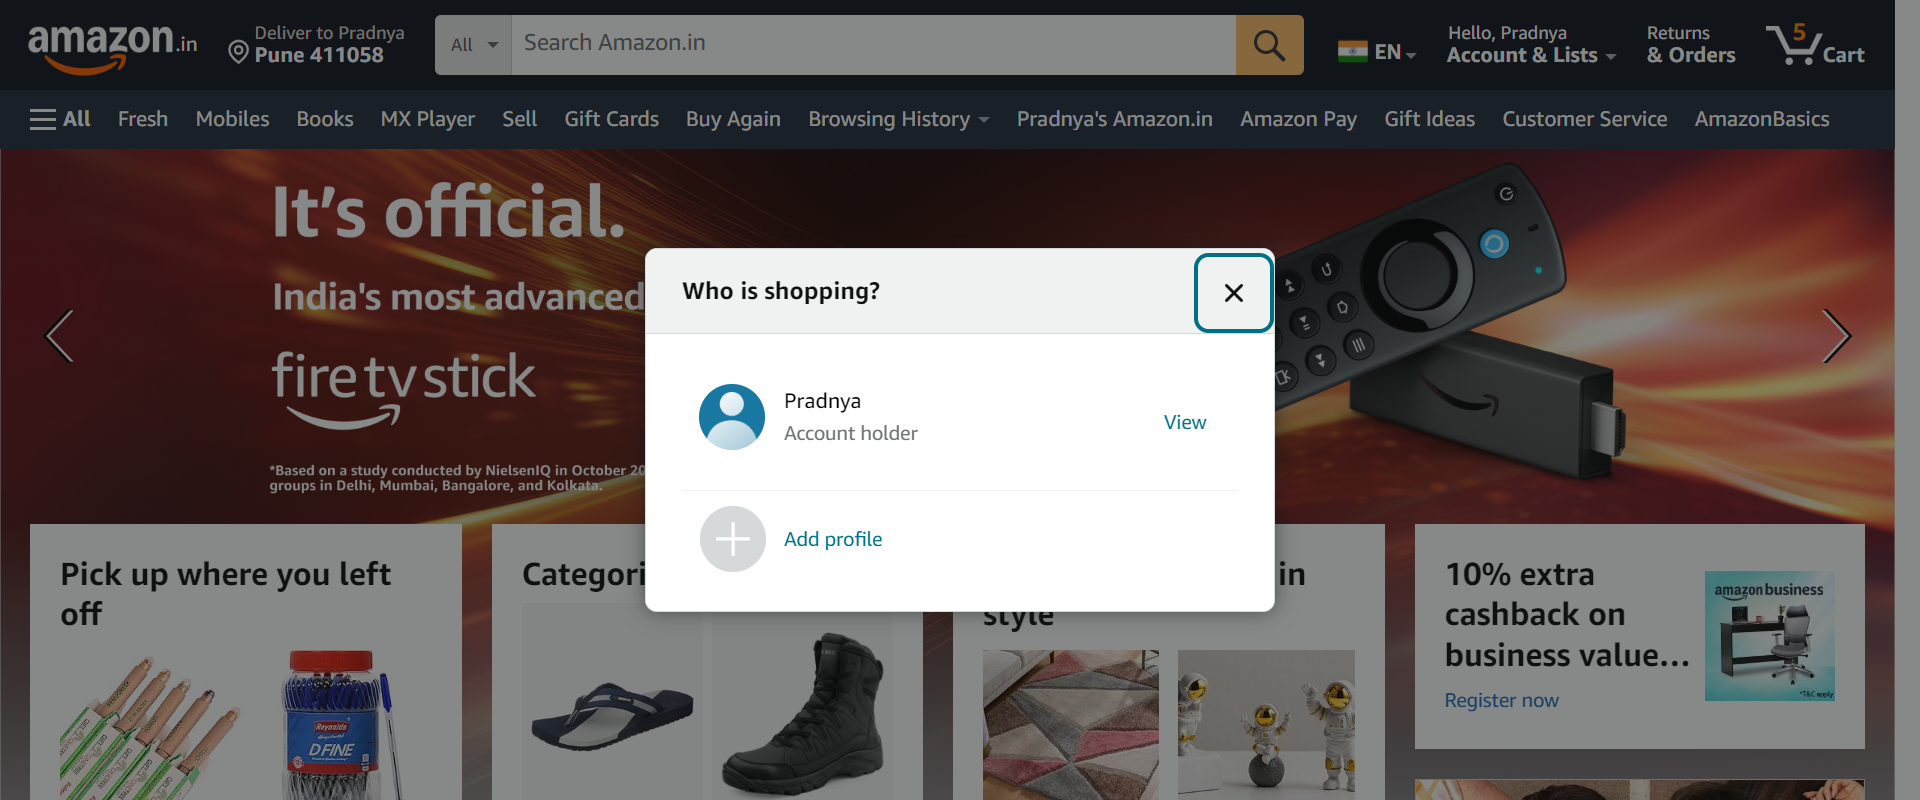 amazon.in
Deliver to Pradnya
Pune 411058
All
Search Amazon.in
EN
Hello, Pradnya
Account & Lists
Returns
& Orders
5
Cart
All Fresh Mobiles Books MX Player Sell Gift Cards Buy Again Browsing History Pradnya's Amazon.in Amazon Pay Gift Ideas Customer Service AmazonBasics
It's official.
India's most advanced
fire tv stick
*Based on a study conducted by NielsenIQ in October 20
groups in Delhi, Mumbai, Bangalore, and Kolkata.
Who is shopping?
Pradnya
Account holder
View
Add profile
Pick up where you left
off
Reynolds
D FINE
Categori
in
style
10% extra
cashback on
business value...
Register now
amazon business
*T&C apply